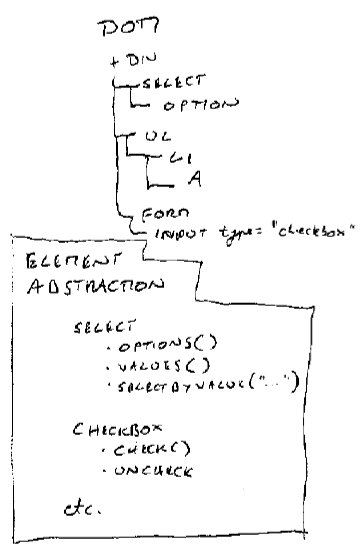 DOM
+ DIV
SELECT
OPTION
UL
LI
A
FORM
INPUT type="checkbox"
ELEMENT
ABSTRACTION
SELECT
· OPTIONS()
· VALUES()
· SELECTBYVALUE("...")
CHECKBOX
· CHECK()
· UNCHECK
etc.